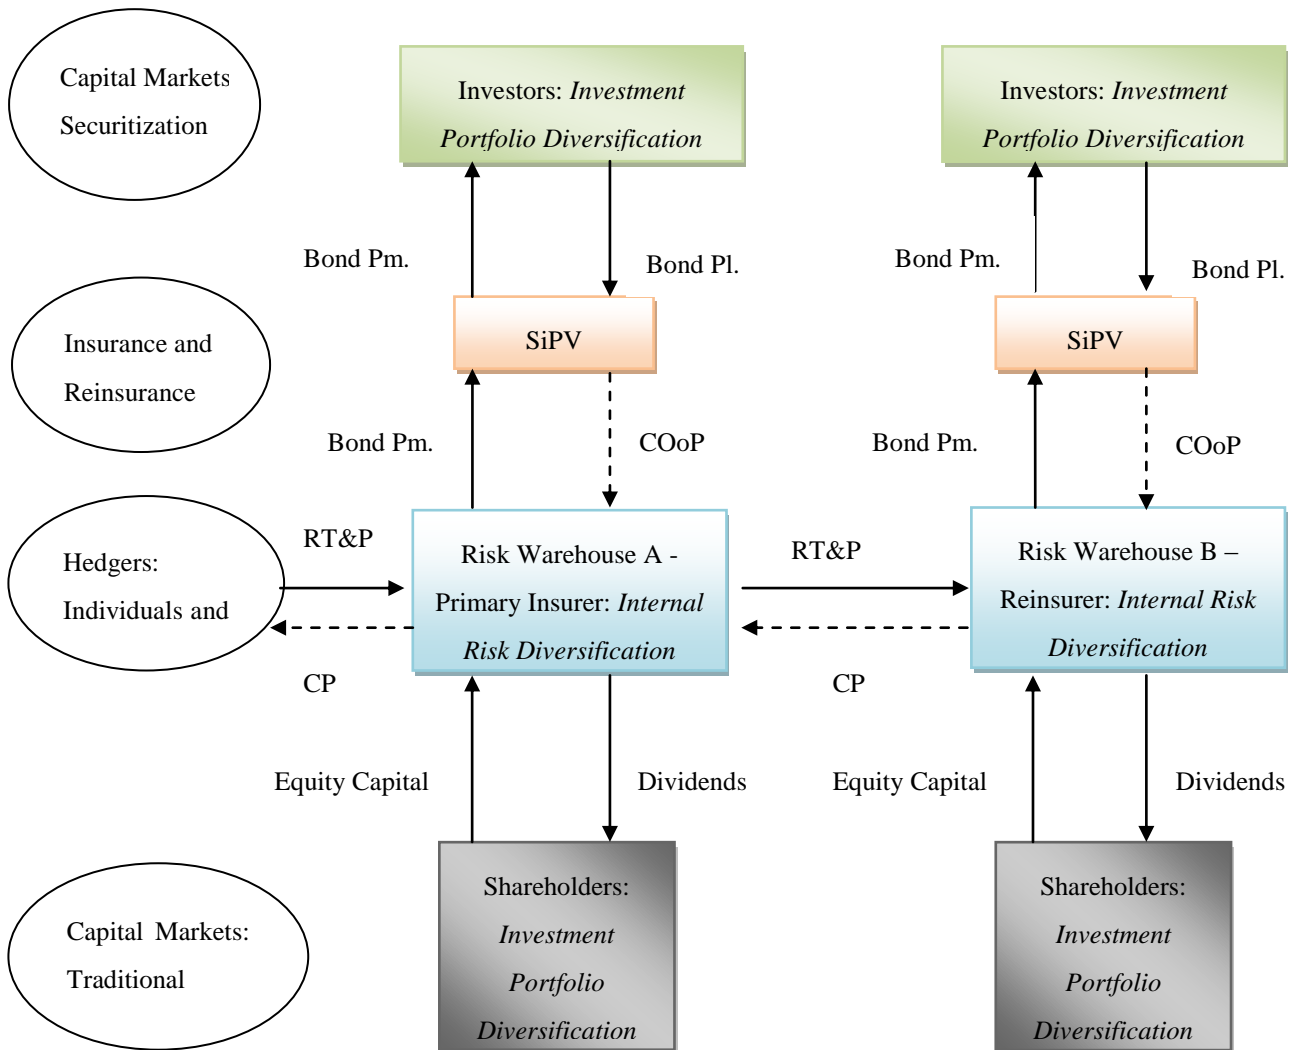 Capital Markets
Securitization
Investors: Investment
Portfolio Diversification
Investors: Investment
Portfolio Diversification
Bond Pm.
Bond Pl.
Bond Pm.
Bond Pl.
Insurance and
Reinsurance
SiPV
SiPV
Bond Pm.
COoP
Bond Pm.
COoP
Hedgers:
Individuals and
RT&P
CP
Risk Warehouse A -
Primary Insurer: Internal
Risk Diversification
RT&P
CP
Risk Warehouse B –
Reinsurer: Internal Risk
Diversification
Equity Capital
Dividends
Equity Capital
Dividends
Capital Markets:
Traditional
Shareholders:
Investment
Portfolio
Diversification
Shareholders:
Investment
Portfolio
Diversification